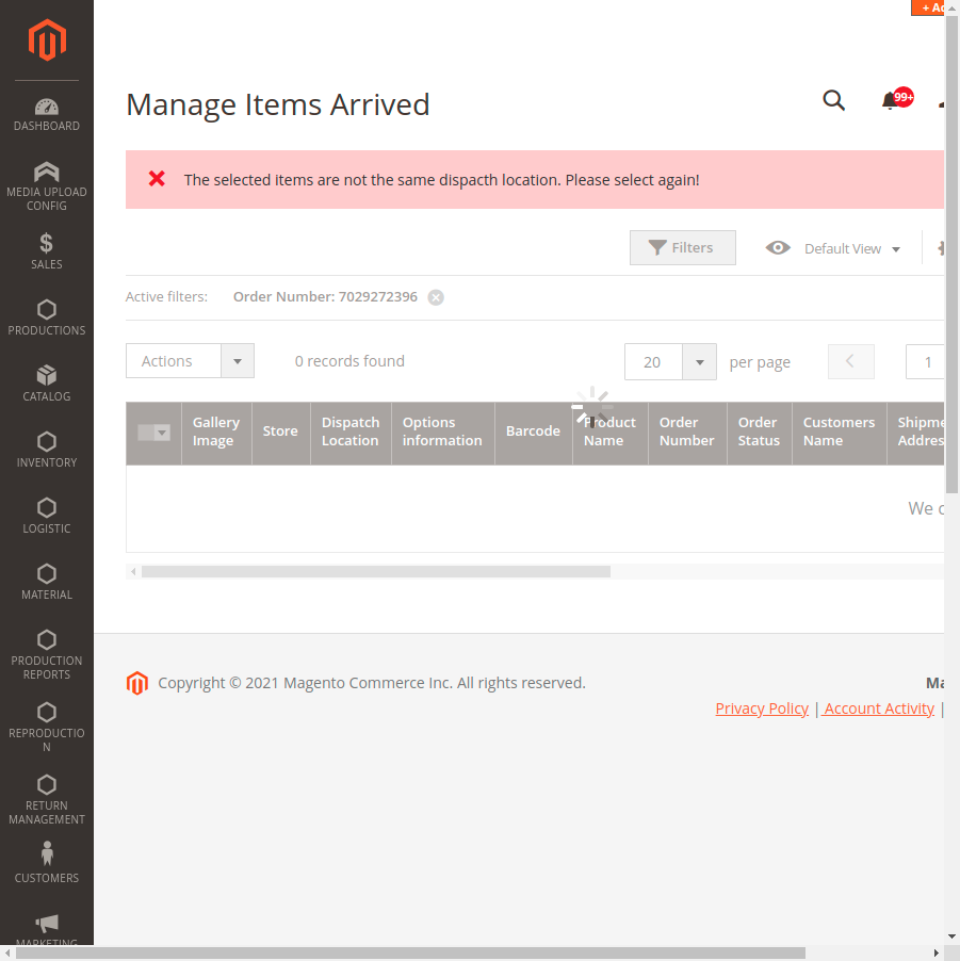 + Ad
DASHBOARD
MEDIA UPLOAD
CONFIG
SALES
PRODUCTIONS
CATALOG
INVENTORY
LOGISTIC
MATERIAL
PRODUCTION
REPORTS
REPRODUCTIO
N
RETURN
MANAGEMENT
CUSTOMERS
MARKETING
Manage Items Arrived
99+
The selected items are not the same dispacth location. Please select again!
Filters
Default View
Active filters: Order Number: 7029272396
Actions
0 records found
20
per page
1
Gallery
Image
Store
Dispatch
Location
Options
information
Barcode
Product
Name
Order
Number
Order
Status
Customers
Name
Shipme
Addres
We c
Copyright © 2021 Magento Commerce Inc. All rights reserved.
Ma
Privacy Policy | Account Activity |